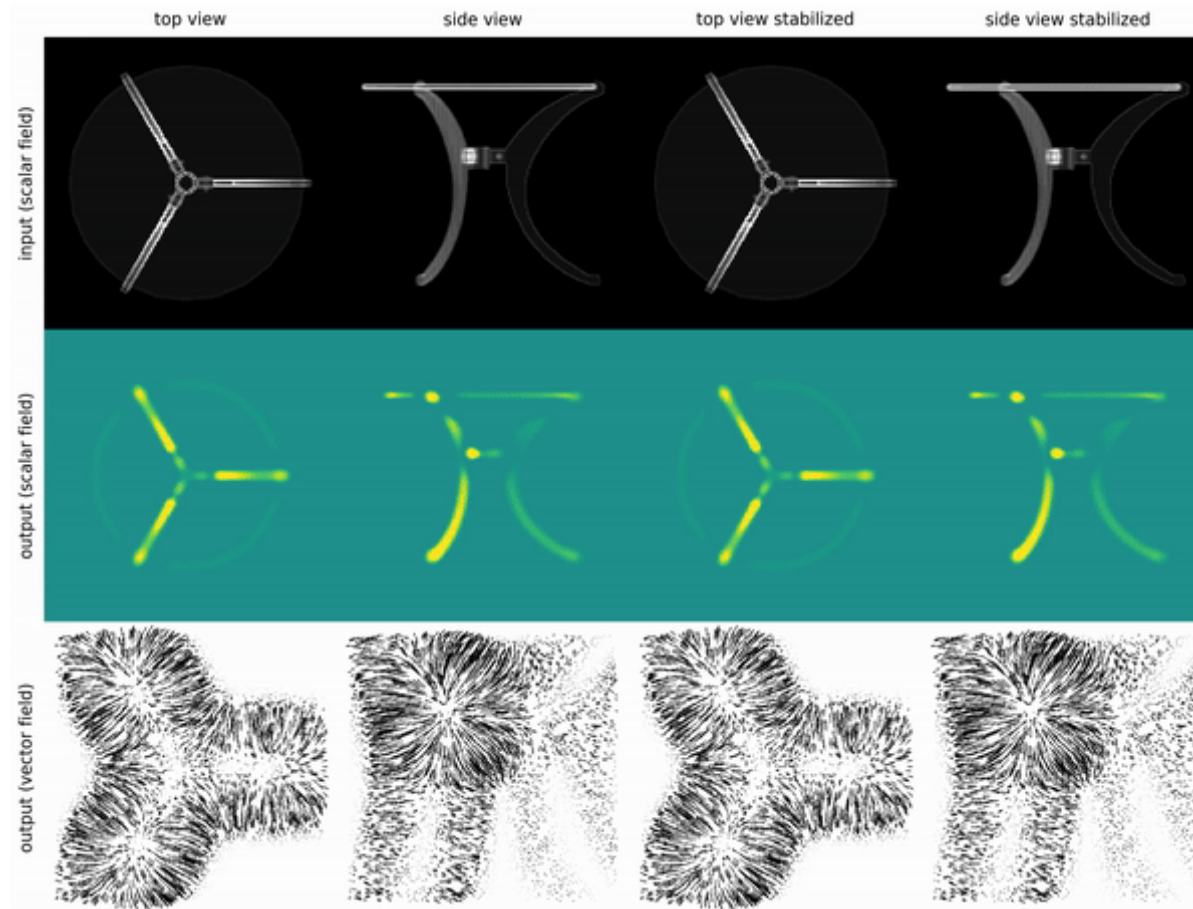 top view
side view
top view stabilized
side view stabilized
input (scalar field)
output (scalar field)
output (vector field)